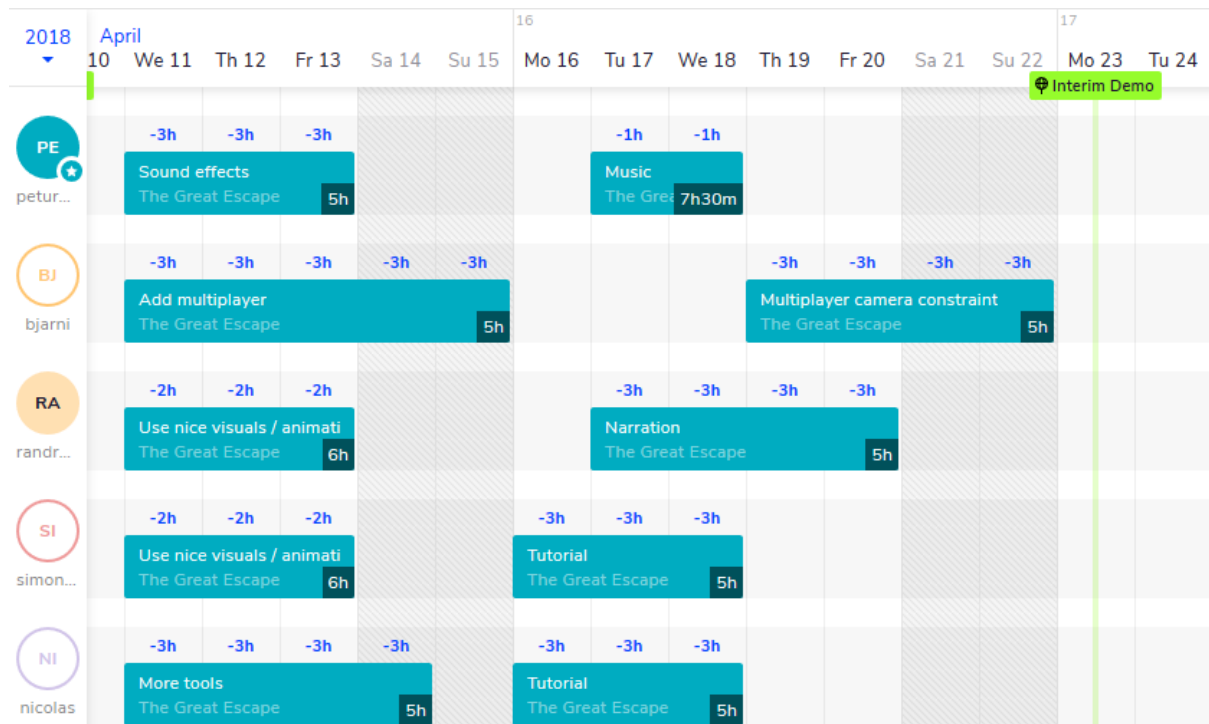 2018
April
16
17
10 We 11 Th 12 Fr 13 Sa 14 Su 15 Mo 16 Tu 17 We 18 Th 19 Fr 20 Sa 21 Su 22 Mo 23 Tu 24
Interim Demo
PE
petur...
-3h -3h -3h -1h -1h
Sound effects
The Great Escape
5h
Music
The Grea
7h30m
BJ
bjarni
-3h -3h -3h -3h -3h -3h -3h -3h -3h
Add multiplayer
The Great Escape
5h
Multiplayer camera constraint
The Great Escape
5h
RA
randr...
-2h -2h -2h -3h -3h -3h -3h
Use nice visuals / animati
The Great Escape
6h
Narration
The Great Escape
5h
SI
simon...
-2h -2h -2h -3h -3h -3h
Use nice visuals / animati
The Great Escape
6h
Tutorial
The Great Escape
5h
NI
nicolas
-3h -3h -3h -3h -3h -3h -3h
More tools
The Great Escape
5h
Tutorial
The Great Escape
5h